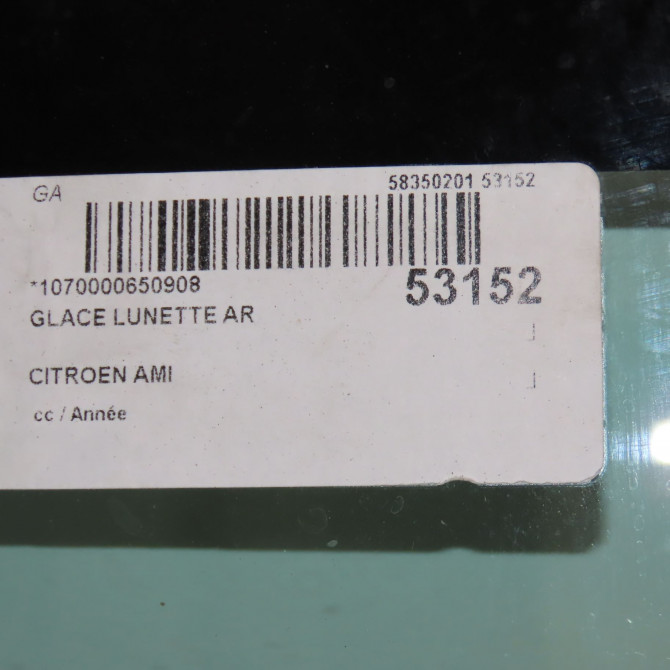 GA
58350201 53152
*1070000650908
53152
GLACE LUNETTE AR
CITROEN AMI
cc / Année